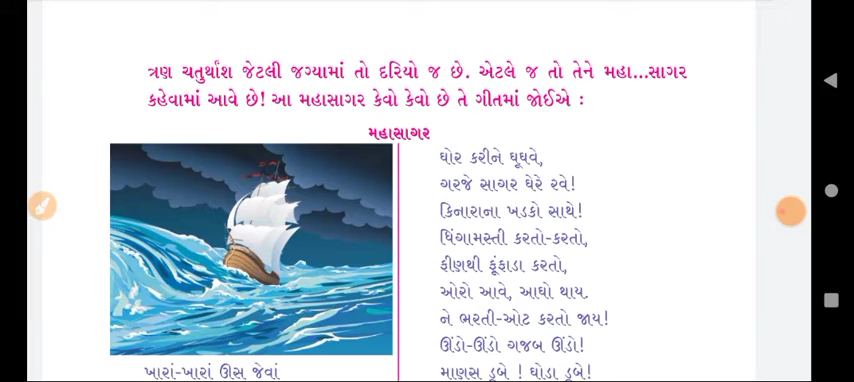 ત્રણ ચતુર્થાંશ જેટલી જગ્યામાં તો દરિયો જ છે. એટલે જ તો તેને મહા...સાગર
કહેવામાં આવે છે! આ મહાસાગર કેવો કેવો છે તે ગીતમાં જોઈએ :
મહાસાગર
ઘોર કરીને ઘૂઘવે,
ગરજે સાગર ઘેરે રવે!
કિનારાના ખડકો સાથે!
ધિંગામસ્તી કરતો-કરતો,
ફીણથી ફૂંફાડા કરતો,
ઓરો આવે, આઘો થાય.
ને ભરતી-ઓટ કરતો જાય!
ઊંડો-ઊંડો ગજબ ઊંડો!
માણસ ડૂબે ! ઘોડા ડૂબે!
ખારાં-ખારાં ઊસ જેવાં